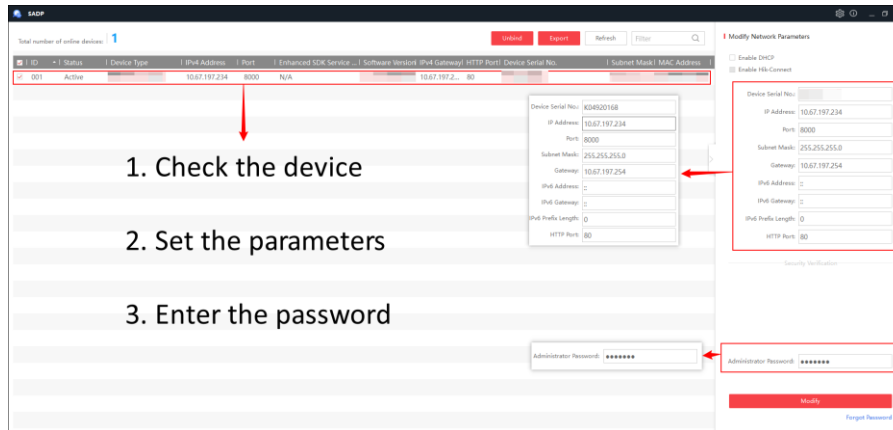 SADP
Total number of online devices: 1
Unbind Export Refresh Filter
ID Status Device Type IPv4 Address Port Enhanced SDK Service ... Software Version IPv4 Gateway HTTP Port Device Serial No. Subnet Mask MAC Address
001 Active 10.67.197.234 8000 N/A 10.67.197.2... 80
1. Check the device
2. Set the parameters
3. Enter the password
Device Serial No.: K04920168
IP Address: 10.67.197.234
Port: 8000
Subnet Mask: 255.255.255.0
Gateway: 10.67.197.254
IPv6 Address: ::
IPv6 Gateway: ::
IPv6 Prefix Length: 0
HTTP Port: 80
Administrator Password: ●●●●●●●
Modify Network Parameters
Enable DHCP
Enable Hik-Connect
Device Serial No.:
IP Address: 10.67.197.234
Port: 8000
Subnet Mask: 255.255.255.0
Gateway: 10.67.197.254
IPv6 Address: ::
IPv6 Gateway: ::
IPv6 Prefix Length: 0
HTTP Port: 80
Security Verification
Administrator Password: ●●●●●●●
Modify
Forgot Password